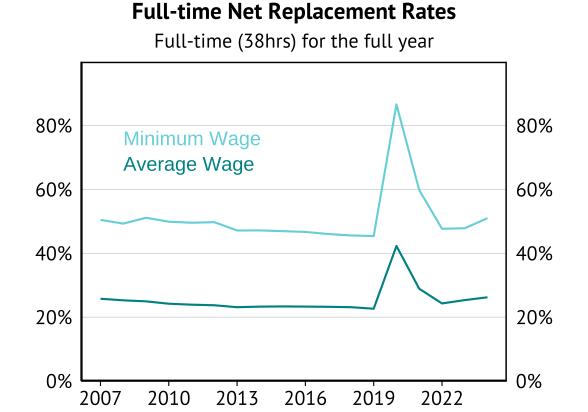 Full-time Net Replacement Rates
Full-time (38hrs) for the full year
80% 80%
Minimum Wage
Average Wage
60% 60%
40% 40%
20% 20%
0% 0%
2007 2010 2013 2016 2019 2022